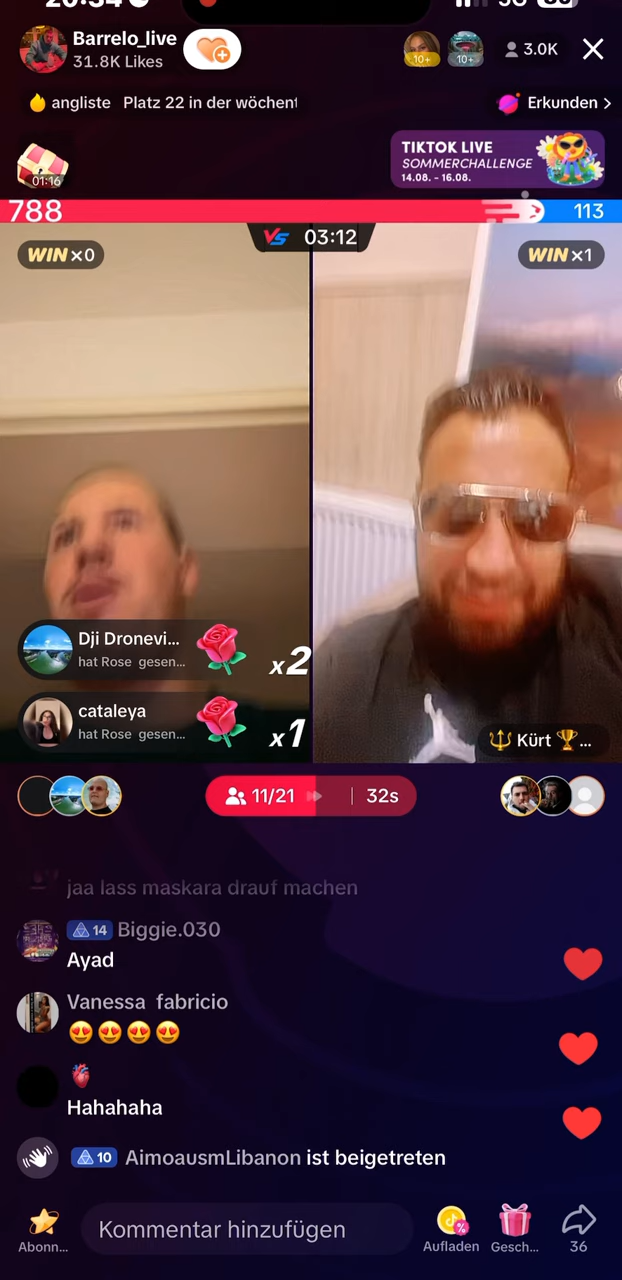 Barrelo_live
31.8K Likes
10+
10+
3.0K
angliste Platz 22 in der wöchent
Erkunden >
01:16
TIKTOK LIVE
SOMMERCHALLENGE
14.08. - 16.08.
788
113
VS 03:12
WIN x0
WIN x1
Dji Dronevi...
hat Rose gesen...
x2
cataleya
hat Rose gesen...
x1
Kürt 🏆...
11/21
32s
jaa lass maskara drauf machen
14 Biggie.030
Ayad
Vanessa fabricio
😍😍😍😍
🫀
Hahahaha
10 AimoausmLibanon ist beigetreten
Abonn...
Kommentar hinzufügen
Aufladen
Gesch...
36